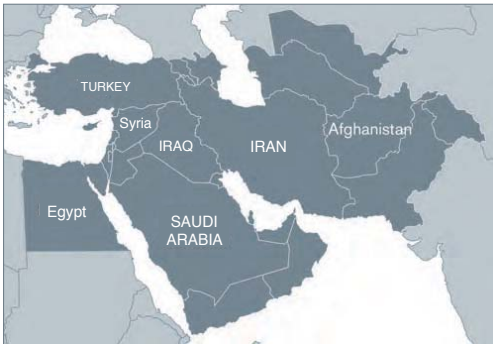 TURKEY
Syria
IRAQ
IRAN
Afghanistan
Egypt
SAUDI
ARABIA